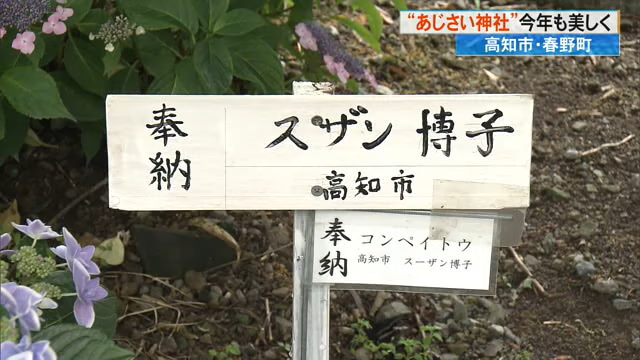 “あじさい神社”今年も美しく
高知市・春野町
奉納
スザン 博子
高知市
奉納
コンペイトウ
高知市 スーザン博子